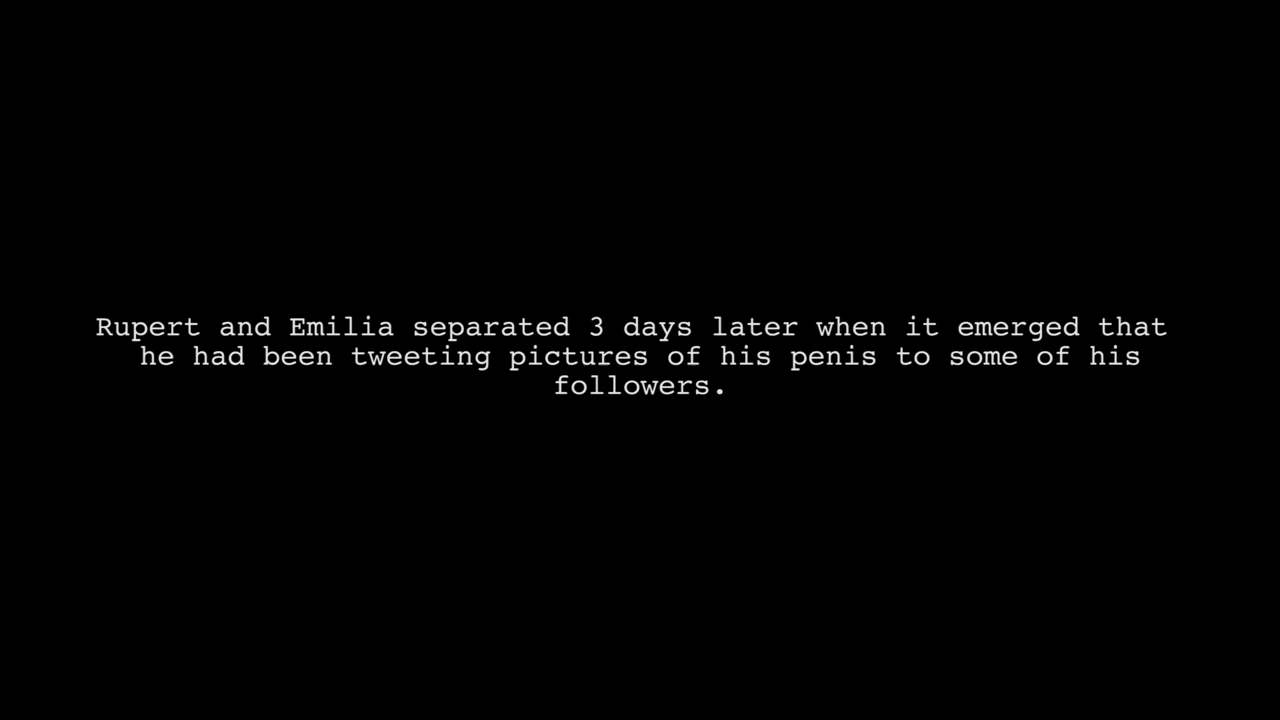 Rupert and Emilia separated 3 days later when it emerged that
he had been tweeting pictures of his penis to some of his
followers.